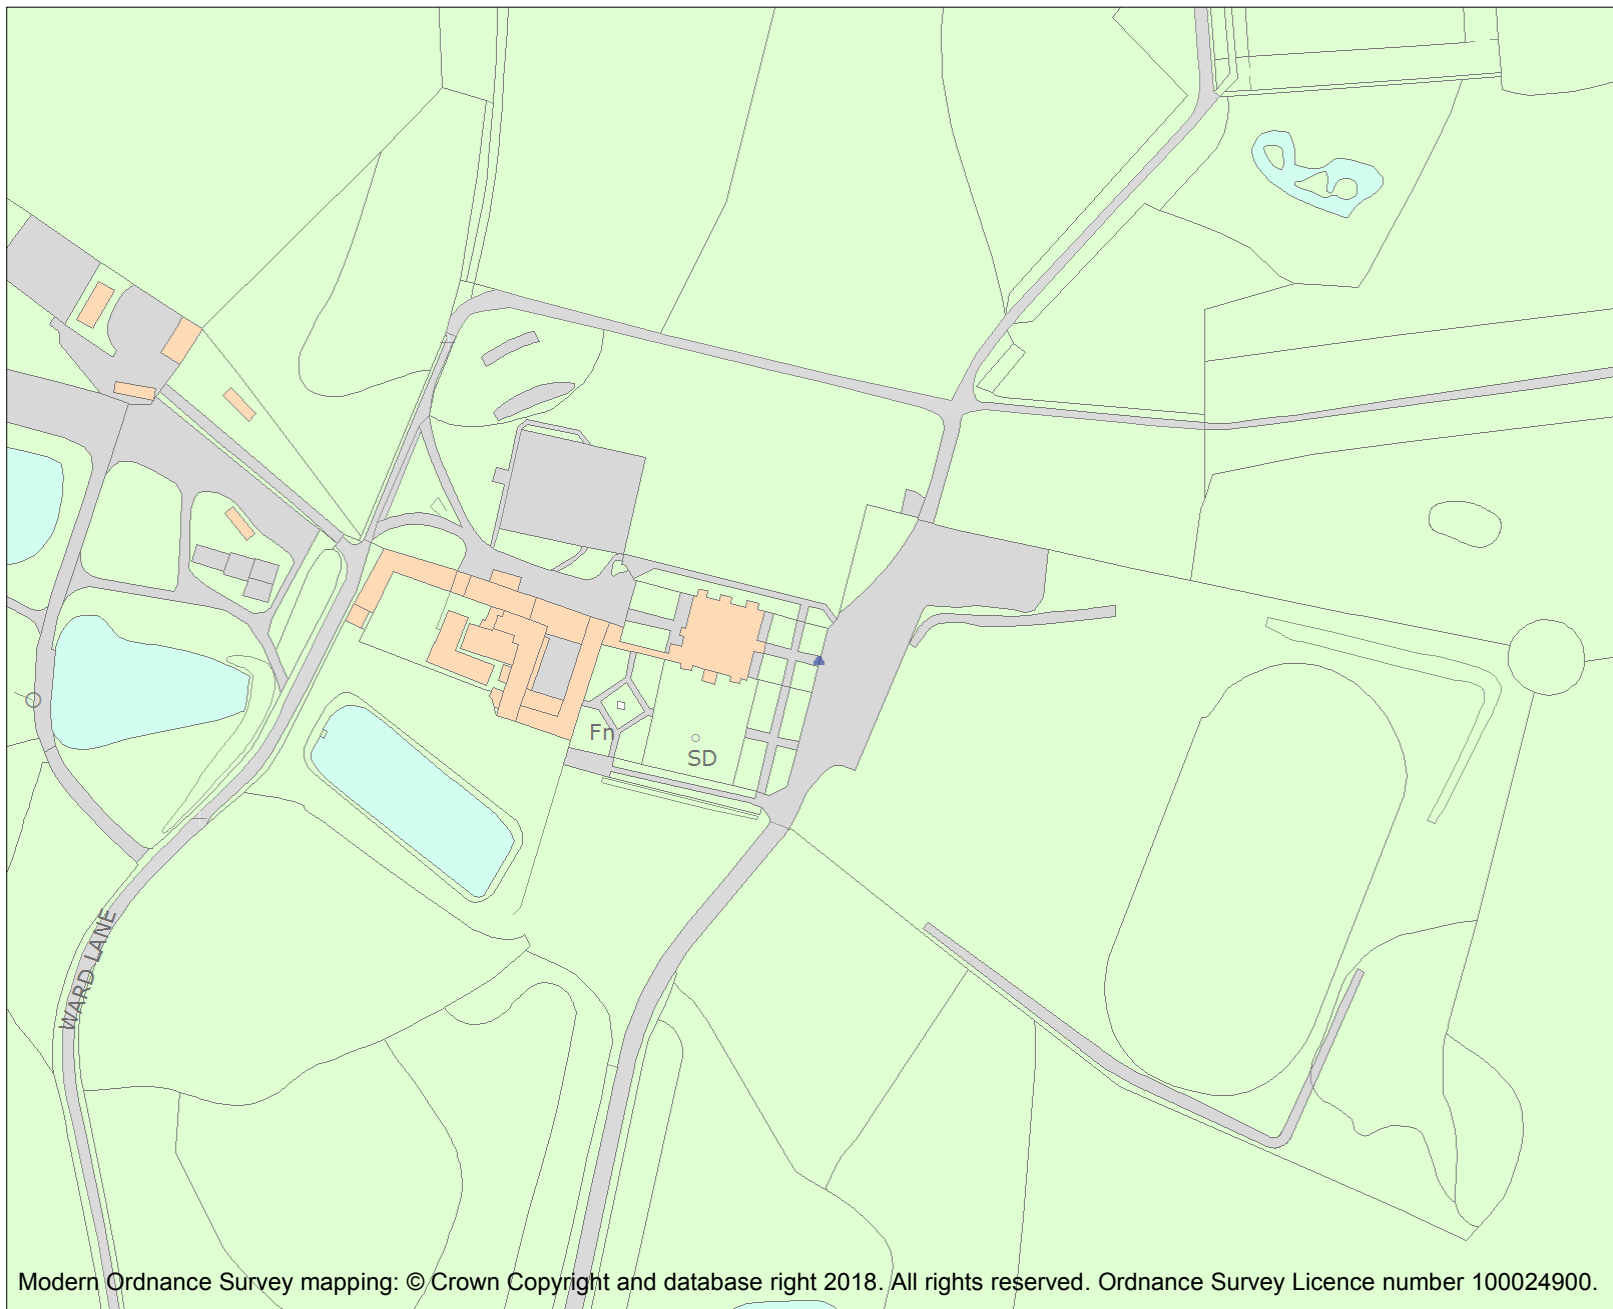 Fn
SD
WARD LANE
Modern Ordnance Survey mapping: © Crown Copyright and database right 2018. All rights reserved. Ordnance Survey Licence number 100024900.